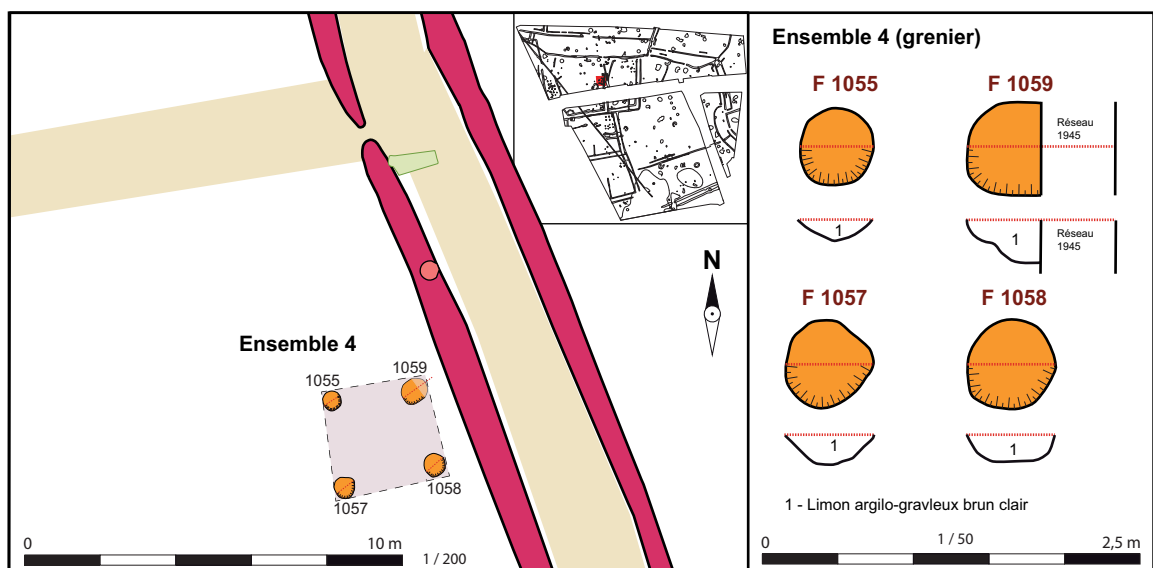 N
Ensemble 4
1055
1059
1058
1057
0
10 m
1 / 200
Ensemble 4 (grenier)
F 1055
F 1059
Réseau
1945
1
1
Réseau
1945
F 1057
F 1058
1
1
1 - Limon argilo-gravleux brun clair
0
1 / 50
2,5 m